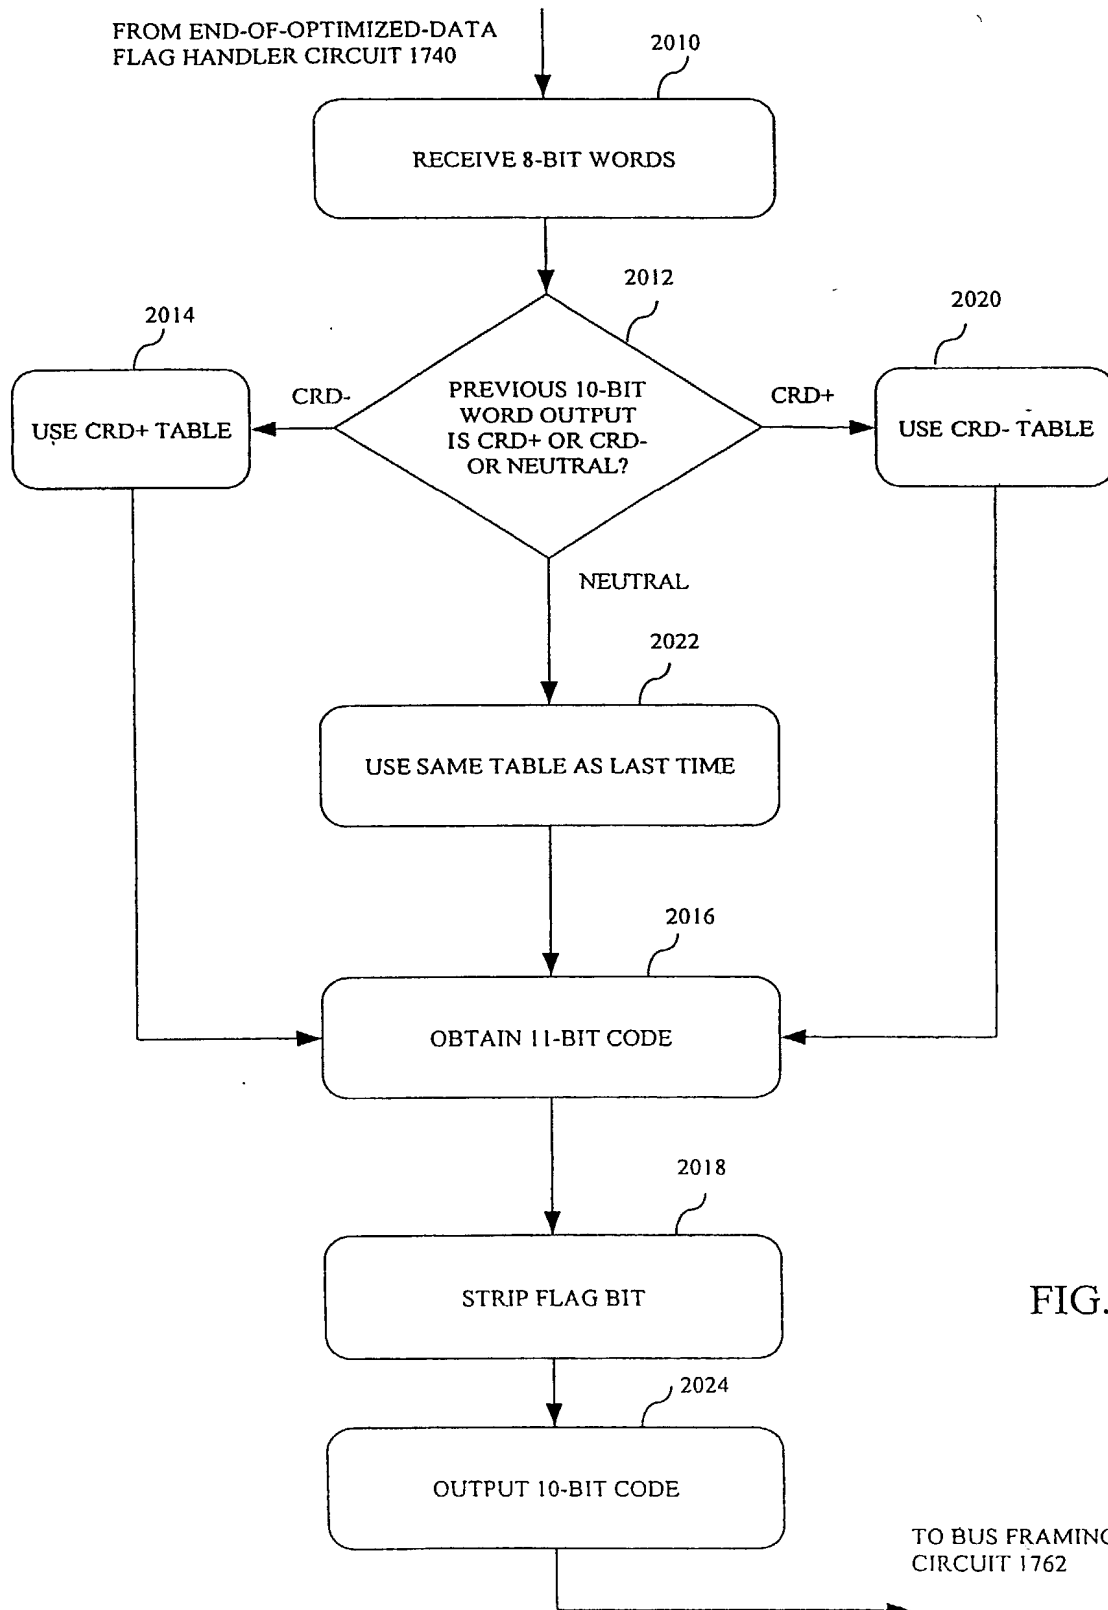 FROM END-OF-OPTIMIZED-DATA
FLAG HANDLER CIRCUIT 1740
2010
RECEIVE 8-BIT WORDS
2012
2014
2020
CRD-
PREVIOUS 10-BIT
WORD OUTPUT
IS CRD+ OR CRD-
OR NEUTRAL?
CRD+
USE CRD+ TABLE
USE CRD- TABLE
NEUTRAL
2022
USE SAME TABLE AS LAST TIME
2016
OBTAIN 11-BIT CODE
2018
STRIP FLAG BIT
FIG.
2024
OUTPUT 10-BIT CODE
TO BUS FRAMING
CIRCUIT 1762